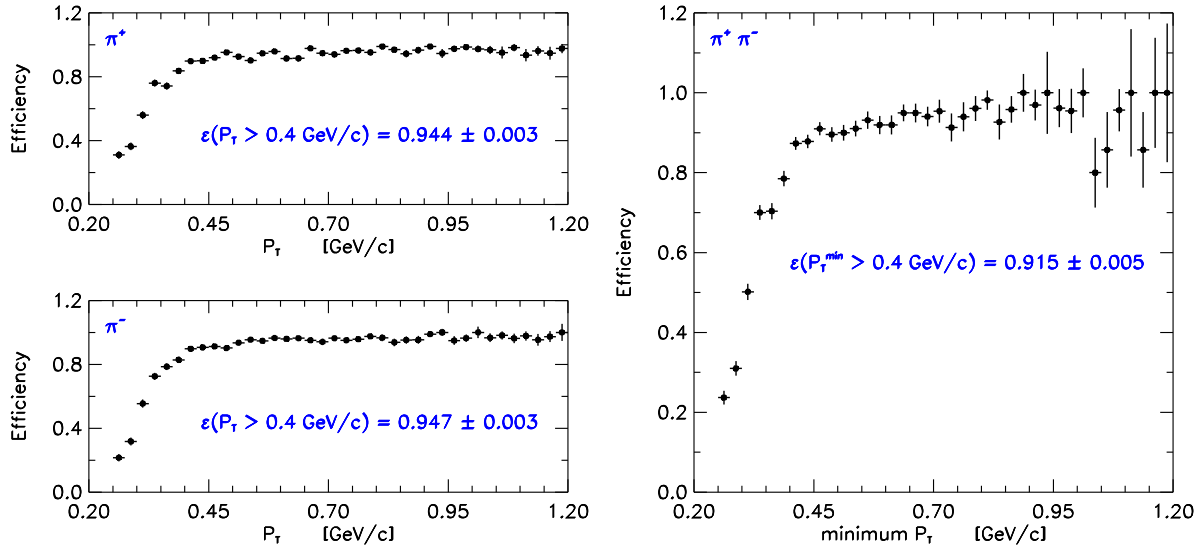 1.2
π⁺
0.8
Efficiency
ε(P_T > 0.4 GeV/c) = 0.944 ± 0.003
0.4
0.0
0.20 0.45 0.70 0.95 1.20
P_T [GeV/c]
1.2
π⁻
0.8
Efficiency
ε(P_T > 0.4 GeV/c) = 0.947 ± 0.003
0.4
0.0
0.20 0.45 0.70 0.95 1.20
P_T [GeV/c]
1.2
π⁺ π⁻
1.0
0.8
Efficiency
0.6
ε(P_T^min > 0.4 GeV/c) = 0.915 ± 0.005
0.4
0.2
0.0
0.20 0.45 0.70 0.95 1.20
minimum P_T [GeV/c]